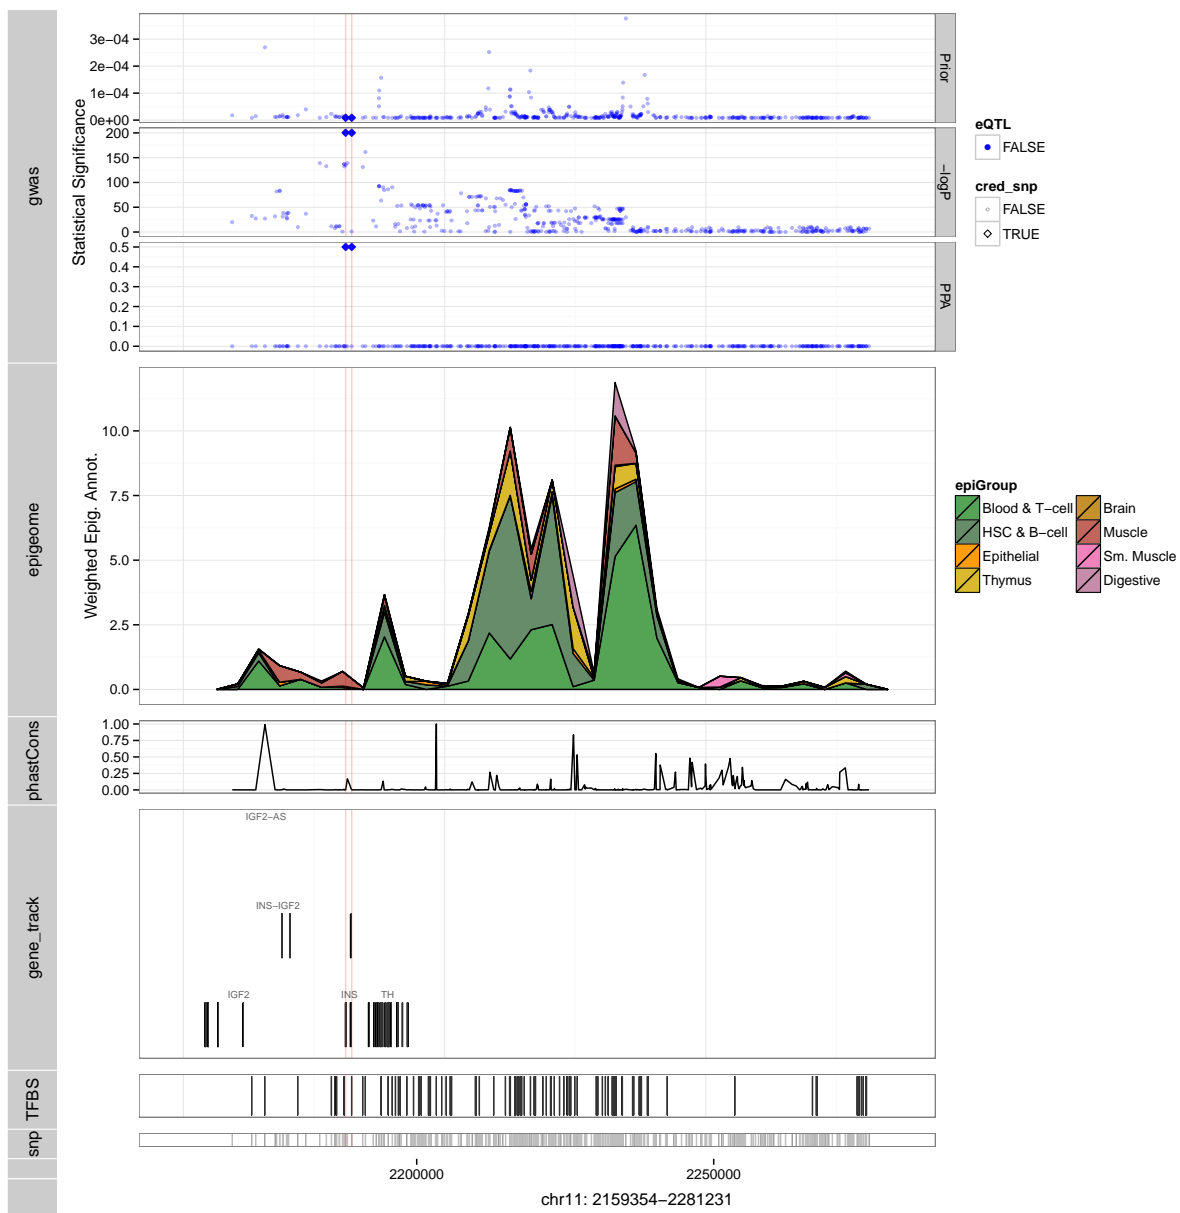 gwas
Statistical Significance
3e−04
2e−04
1e−04
0e+00
Prior
200
150
100
50
0
−logP
0.5
0.4
0.3
0.2
0.1
0.0
PPA
eQTL
FALSE
cred_snp
FALSE
TRUE
epigeome
Weighted Epig. Annot.
10.0
7.5
5.0
2.5
0.0
epiGroup
Blood & T−cell
HSC & B−cell
Epithelial
Thymus
Brain
Muscle
Sm. Muscle
Digestive
phastCons
1.00
0.75
0.50
0.25
0.00
gene_track
IGF2−AS
INS−IGF2
IGF2
INS
TH
TFBS
snp
2200000
2250000
chr11: 2159354−2281231